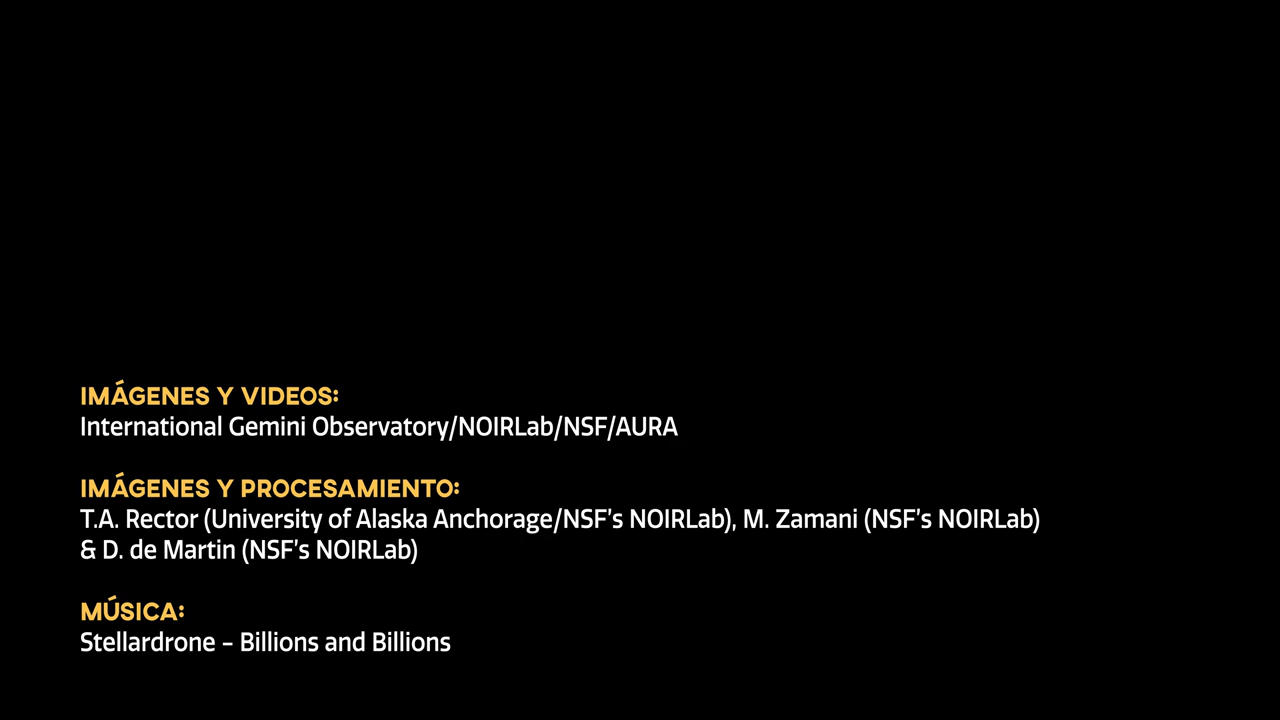 IMÁGENES Y VIDEOS:
International Gemini Observatory/NOIRLab/NSF/AURA
IMÁGENES Y PROCESAMIENTO:
T.A. Rector (University of Alaska Anchorage/NSF's NOIRLab), M. Zamani (NSF's NOIRLab)
& D. de Martin (NSF's NOIRLab)
MÚSICA:
Stellardrone – Billions and Billions